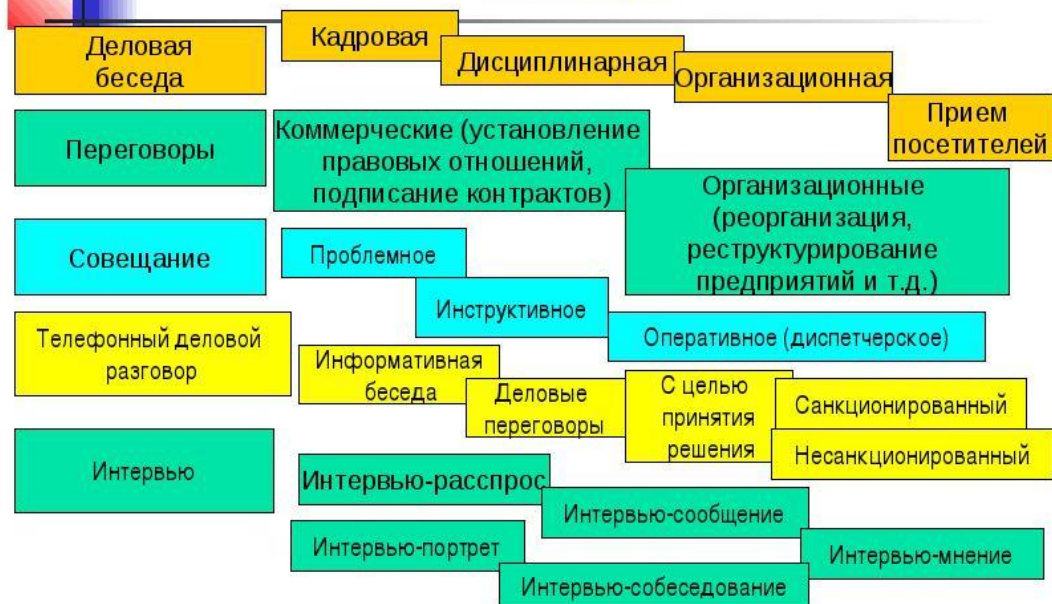 Деловая
беседа
Кадровая
Дисциплинарная
Организационная
Прием
посетителей
Переговоры
Коммерческие (установление
правовых отношений,
подписание контрактов)
Организационные
(реорганизация,
реструктурирование
предприятий и т.д.)
Совещание
Проблемное
Инструктивное
Оперативное (диспетчерское)
Телефонный деловой
разговор
Информативная
беседа
Деловые
переговоры
С целью
принятия
решения
Санкционированный
Несанкционированный
Интервью
Интервью-расспрос
Интервью-сообщение
Интервью-портрет
Интервью-мнение
Интервью-собеседование